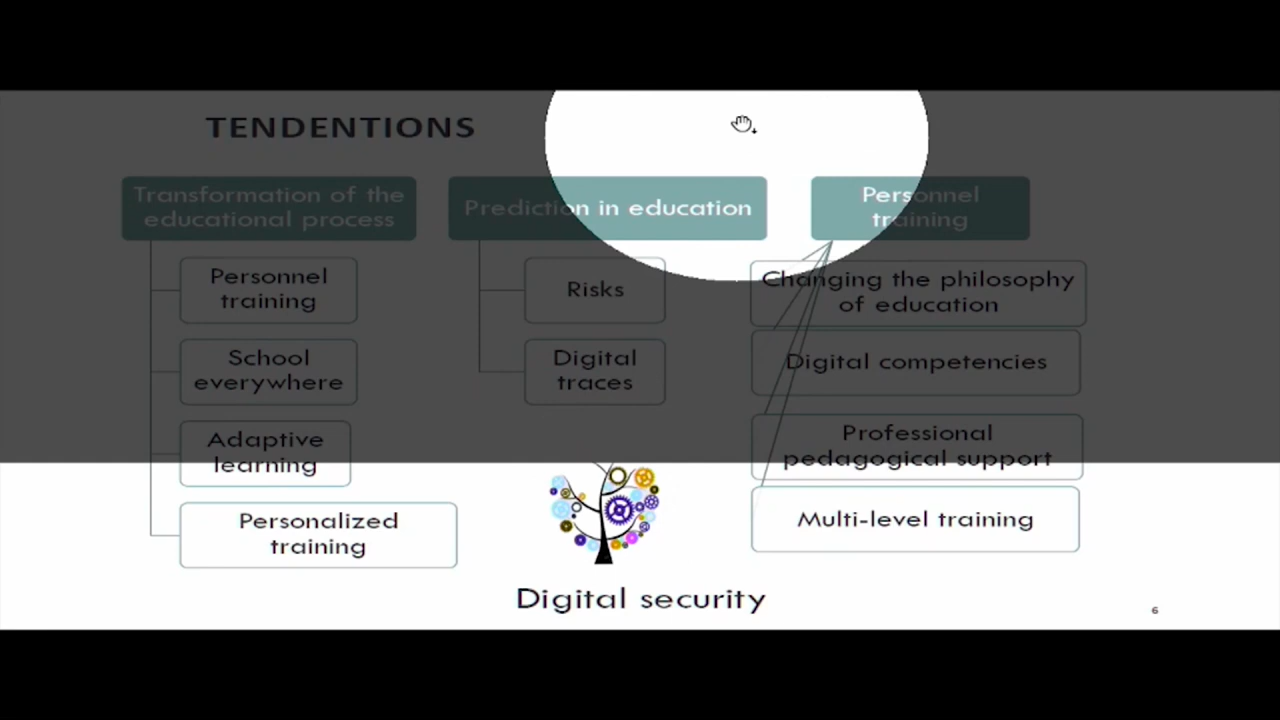 TENDENTIONS
Transformation of the
educational process
Personnel
training
School
everywhere
Adaptive
learning
Personalized
training
Prediction in education
Risks
Digital
traces
Personnel
training
Changing the philosophy
of education
Digital competencies
Professional
pedagogical support
Multi-level training
Digital security
6